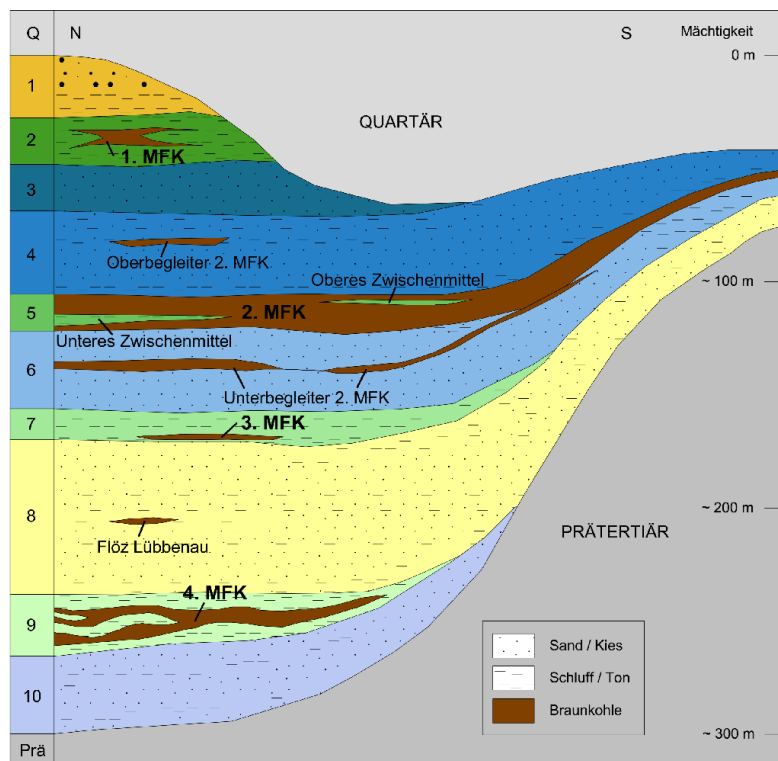 Q N S Mächtigkeit
0 m
1
QUARTÄR
2
1. MFK
3
4
Oberbegleiter 2. MFK
Oberes Zwischenmittel
~ 100 m
5
2. MFK
Unteres Zwischenmittel
6
Unterbegleiter 2. MFK
7
3. MFK
8
~ 200 m
PRÄTERTIÄR
Flöz Lübbenau
4. MFK
9
Sand / Kies
Schluff / Ton
10
Braunkohle
~ 300 m
Prä